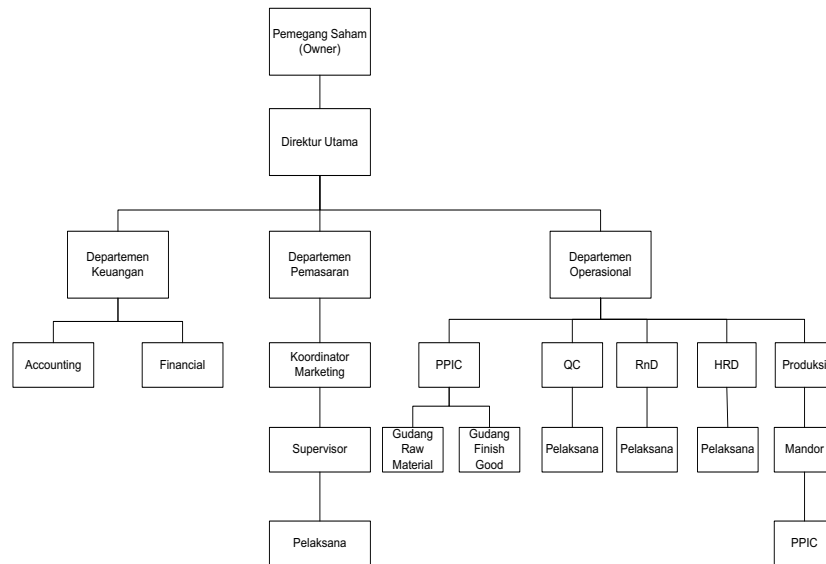 Pemegang Saham
(Owner)
Direktur Utama
Departemen
Keuangan
Departemen
Pemasaran
Departemen
Operasional
Accounting
Financial
Koordinator
Marketing
PPIC
QC
RnD
HRD
Produksi
Supervisor
Gudang
Raw
Material
Gudang
Finish
Good
Pelaksana
Pelaksana
Pelaksana
Mandor
Pelaksana
PPIC